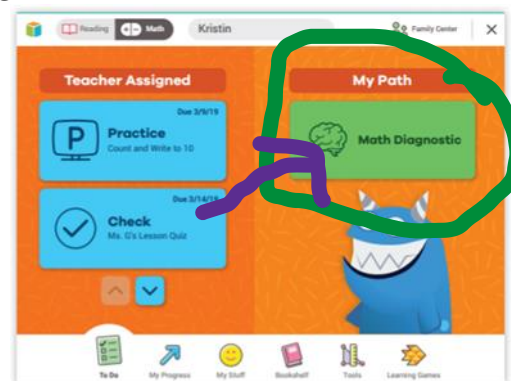 Reading
Math
Kristin
Family Center
Teacher Assigned
My Path
Due 3/9/19
P
Practice
Count and Write to 10
Due 3/14/19
Check
Ms. G's Lesson Quiz
Math Diagnostic
To Do
My Progress
My Stuff
Bookshelf
Tools
Learning Games